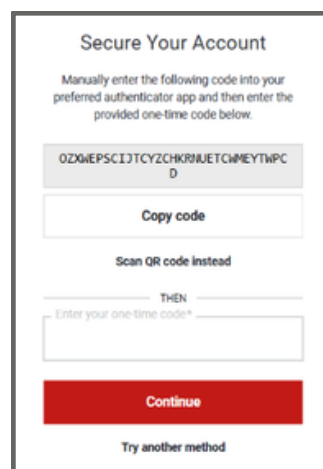 Secure Your Account
Manually enter the following code into your
preferred authenticator app and then enter the
provided one-time code below.
OZXWEPSCIJTCYZCHKRNUETCWMEYTWPC
D
Copy code
Scan QR code instead
THEN
Enter your one-time code*
Continue
Try another method